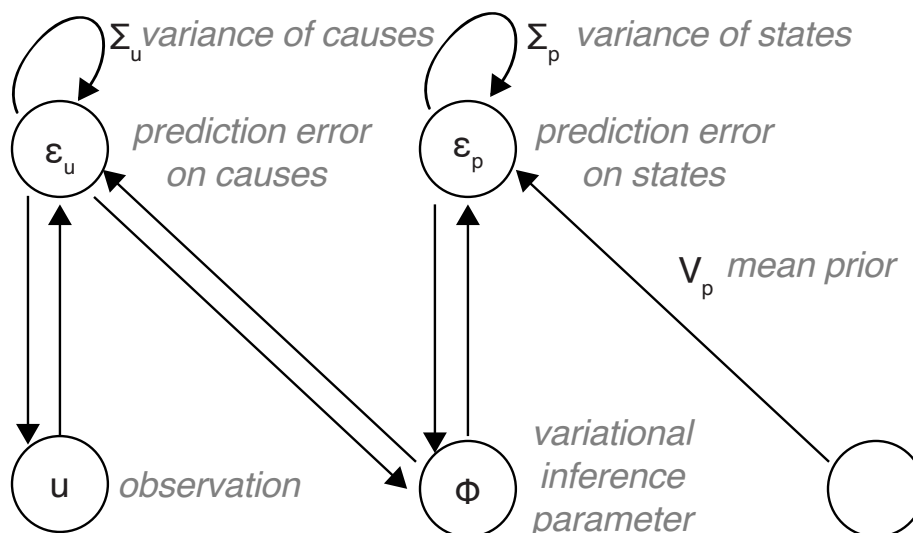 Σu variance of causes
Σp variance of states
εu
prediction error
on causes
εp
prediction error
on states
Vp mean prior
u
observation
Φ
variational
inference
parameter